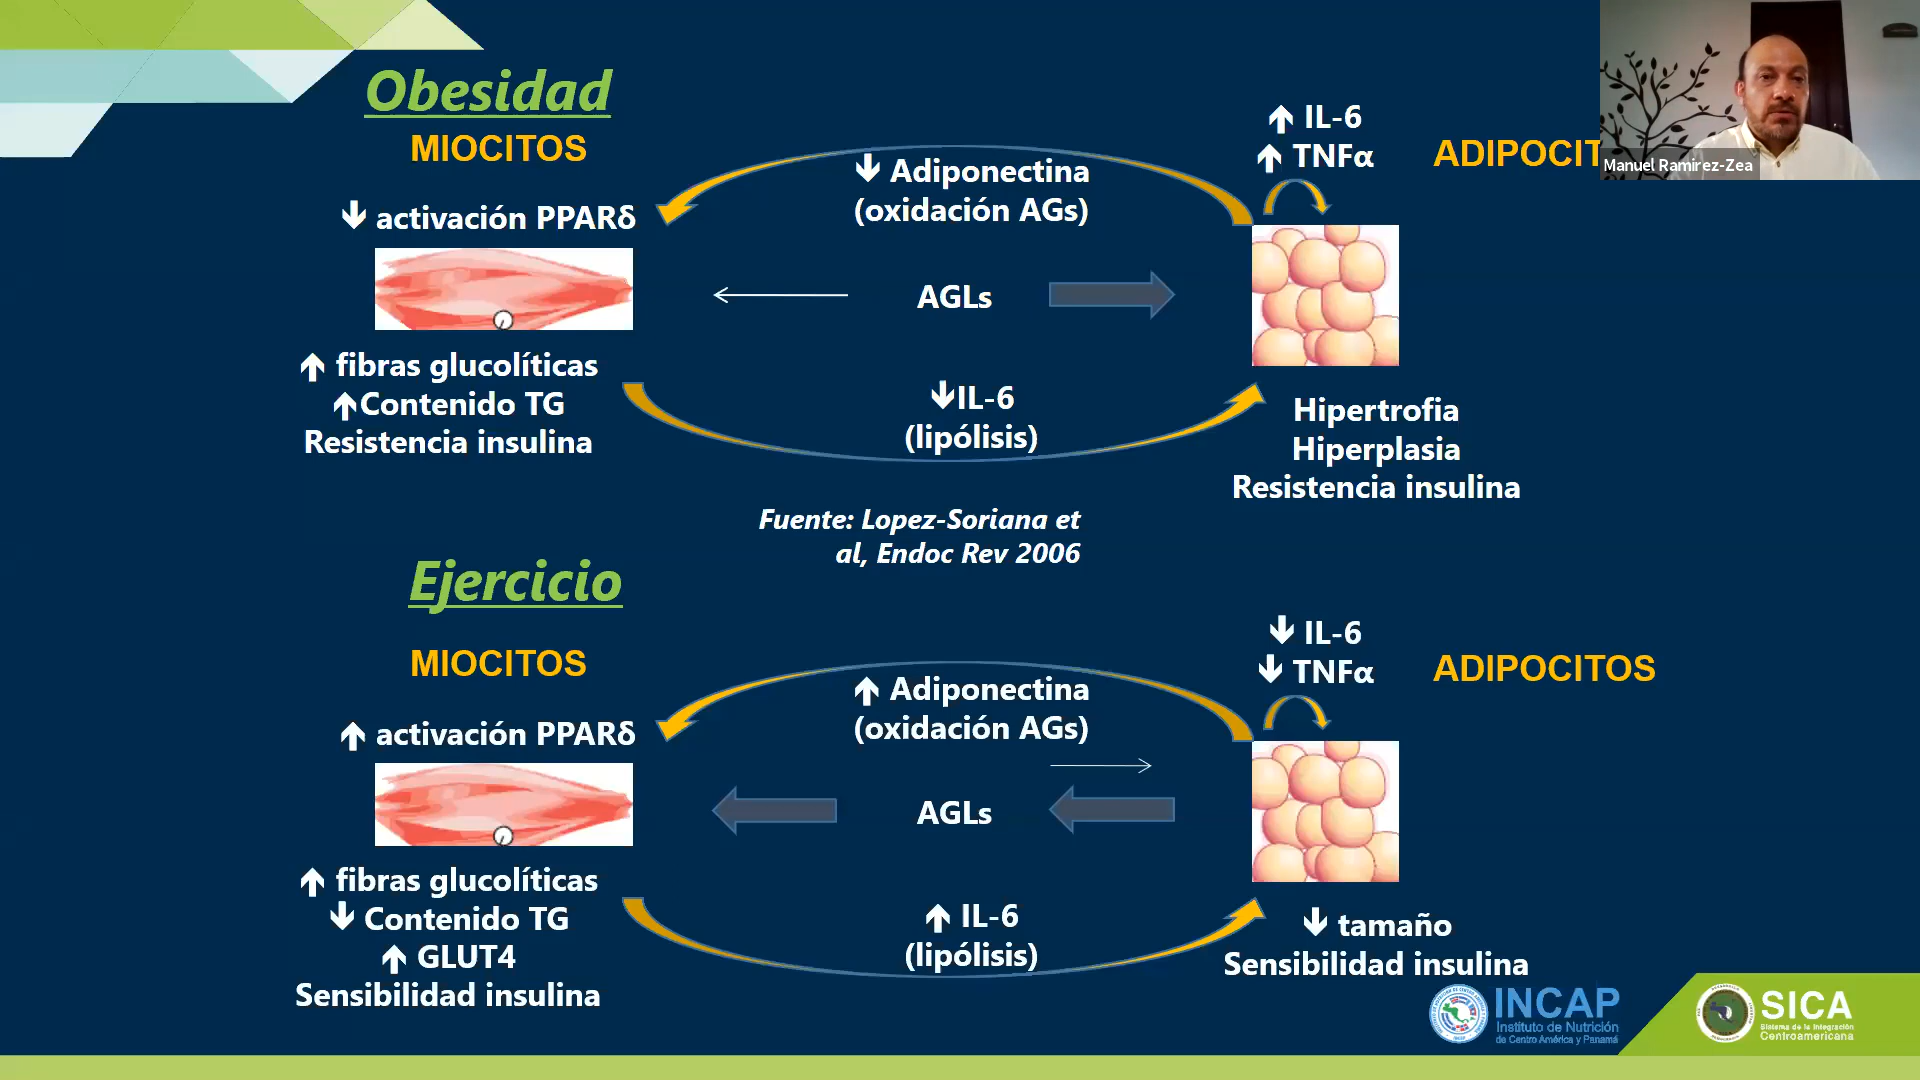 Obesidad
MIOCITOS
↑ IL-6
↑ TNFα
ADIPOCIT
Manuel Ramirez-Zea
↓ Adiponectina
(oxidación AGs)
↓ activación PPARδ
AGLs
↑ fibras glucolíticas
↑Contenido TG
Resistencia insulina
↓IL-6
(lipólisis)
Hipertrofia
Hiperplasia
Resistencia insulina
Fuente: Lopez-Soriana et
al, Endoc Rev 2006
Ejercicio
MIOCITOS
↓ IL-6
↓ TNFα
ADIPOCITOS
↑ Adiponectina
(oxidación AGs)
↑ activación PPARδ
AGLs
↑ fibras glucolíticas
↓ Contenido TG
↑ GLUT4
Sensibilidad insulina
↑ IL-6
(lipólisis)
↓ tamaño
Sensibilidad insulina
INCAP
Instituto de Nutrición
de Centro América y Panamá
SICA
Sistema de la Integración
Centroamericana